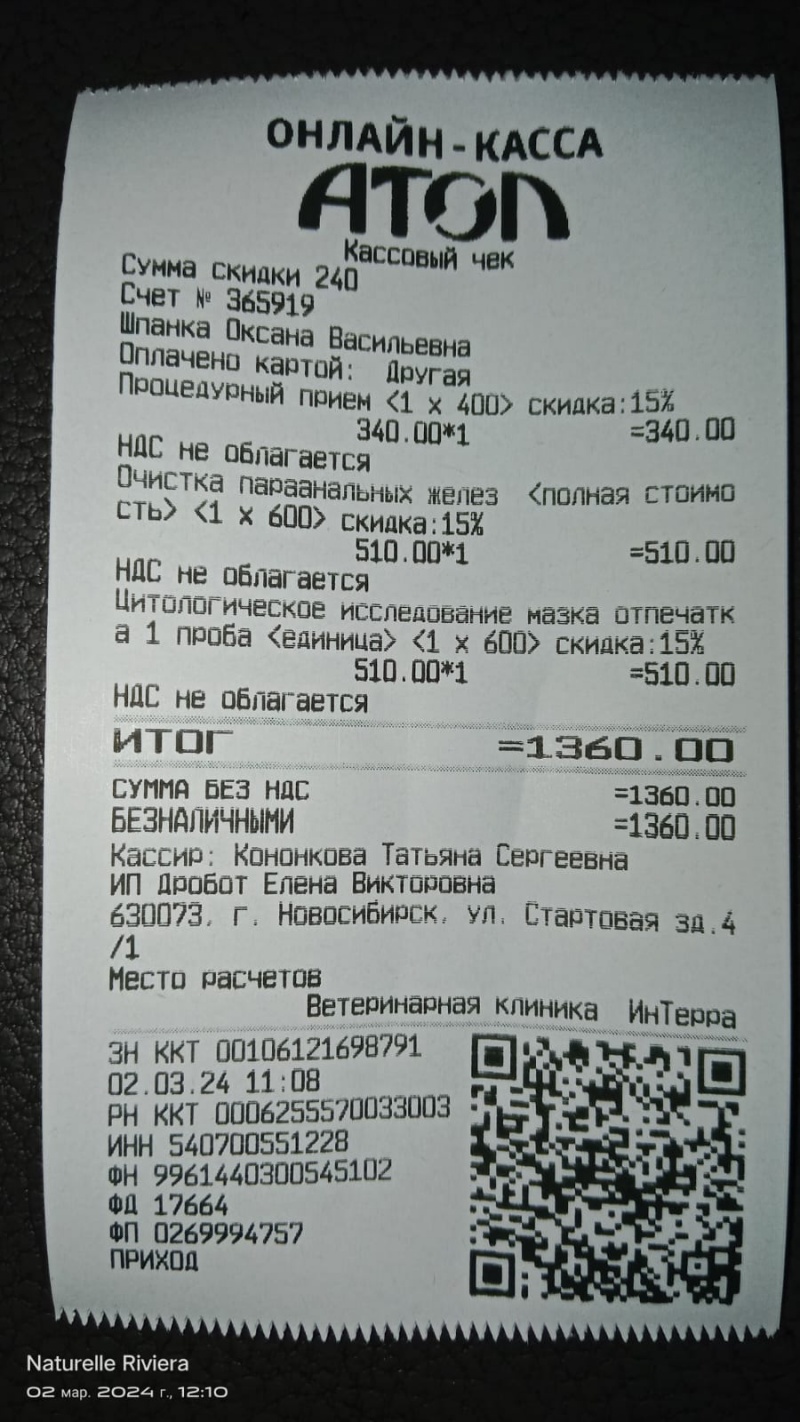 ОНЛАЙН-КАССА
АТОЛ
Кассовый чек
Сумма скидки 240
Счет № 365919
Шпанка Оксана Васильевна
Оплачено картой: Другая
Процедурный прием <1 x 400> скидка:15%
340.00*1 =340.00
НДС не облагается
Очистка параанальных желез <полная стоимо
сть> <1 x 600> скидка:15%
510.00*1 =510.00
НДС не облагается
Цитологическое исследование мазка отпечатк
а 1 проба <единица> <1 x 600> скидка:15%
510.00*1 =510.00
НДС не облагается
ИТОГ =1360.00
СУММА БЕЗ НДС =1360.00
БЕЗНАЛИЧНЫМИ =1360.00
Кассир: Кононкова Татьяна Сергеевна
ИП Дробот Елена Викторовна
630073, г. Новосибирск, ул. Стартовая зд.4
/1
Место расчетов
Ветеринарная клиника ИнТерра
ЗН ККТ 00106121698791
02.03.24 11:08
РН ККТ 0006255570033003
ИНН 540700551228
ФН 9961440300545102
ФД 17664
ФП 0269994757
ПРИХОД
Naturelle Riviera
02 мар. 2024 г., 12:10